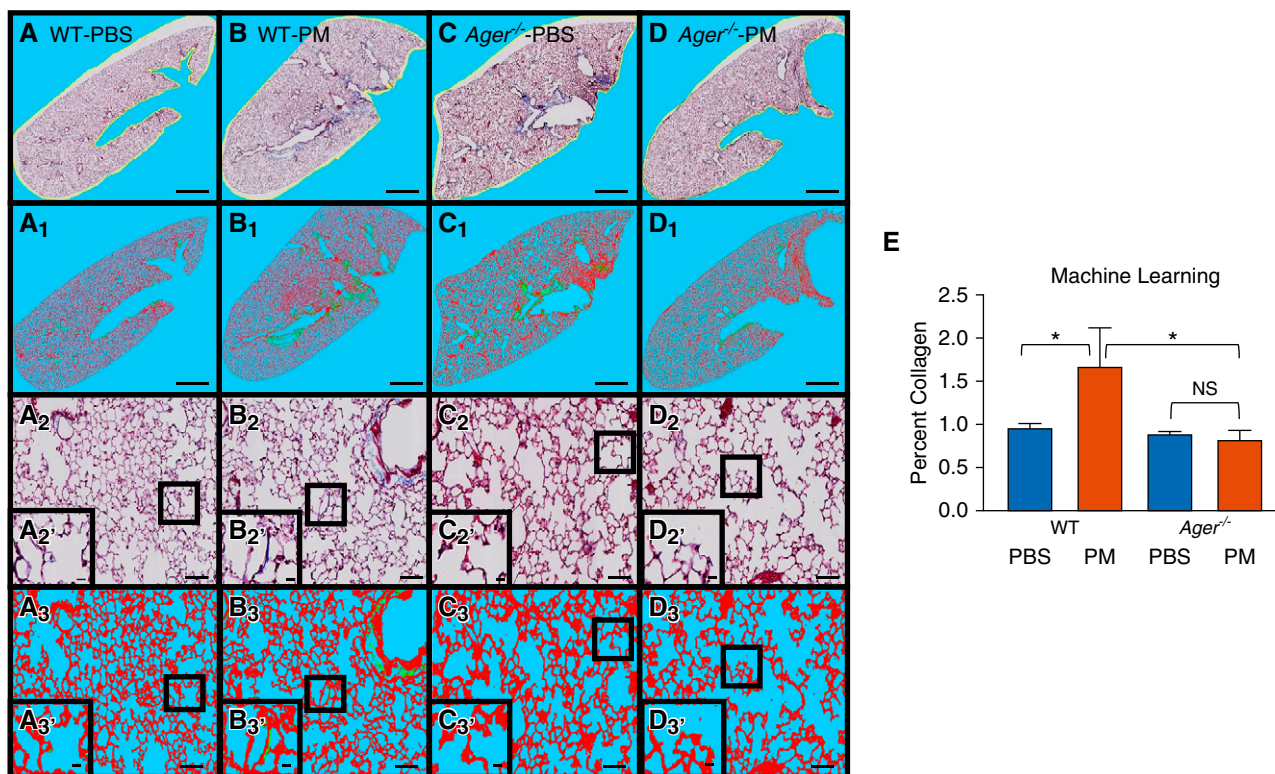 A WT-PBS
B WT-PM
C Ager-/--PBS
D Ager-/--PM
A1
B1
C1
D1
A2
B2
C2
D2
A2'
B2'
C2'
D2'
A3
B3
C3
D3
A3'
B3'
C3'
D3'
E
Machine Learning
Percent Collagen
2.5
2.0
1.5
1.0
0.5
0.0
*
*
NS
WT
Ager-/-
PBS PM PBS PM